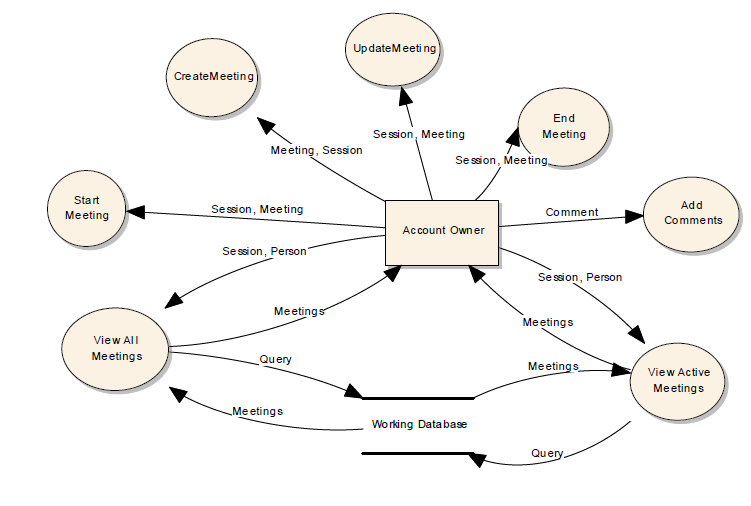 UpdateMeeting
CreateMeeting
End
Meeting
Session, Meeting
Meeting, Session
Session, Meeting
Start
Meeting
Session, Meeting
Account Owner
Comment
Add
Comments
Session, Person
Session, Person
Meetings
Meetings
View All
Meetings
Query
Meetings
View Active
Meetings
Meetings
Working Database
Query